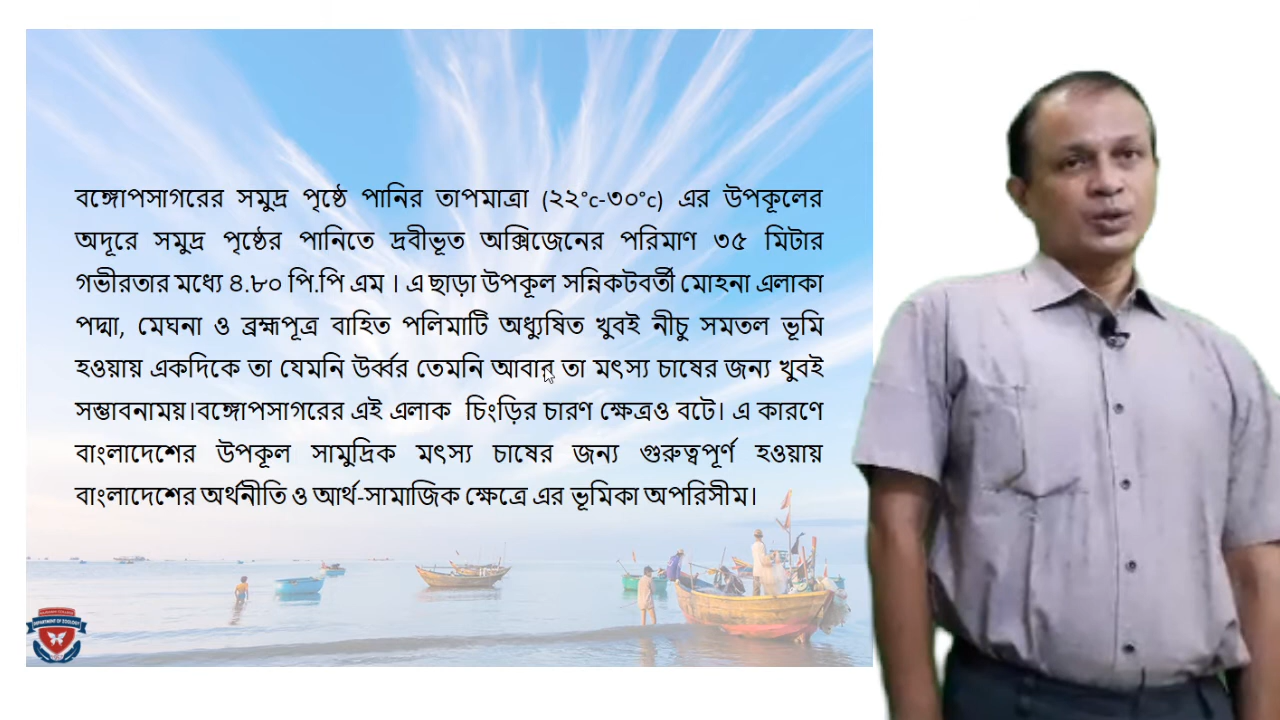 বঙ্গোপসাগরের সমুদ্র পৃষ্ঠে পানির তাপমাত্রা (২২°c-৩০°c) এর উপকূলের
অদূরে সমুদ্র পৃষ্ঠের পানিতে দ্রবীভূত অক্সিজেনের পরিমাণ ৩৫ মিটার
গভীরতার মধ্যে ৪.৮০ পি.পি এম । এ ছাড়া উপকূল সন্নিকটবর্তী মোহনা এলাকা
পদ্মা, মেঘনা ও ব্রহ্মপূত্র বাহিত পলিমাটি অধ্যুষিত খুবই নীচু সমতল ভূমি
হওয়ায় একদিকে তা যেমনি উর্ব্বর তেমনি আবার তা মৎস্য চাষের জন্য খুবই
সম্ভাবনাময়।বঙ্গোপসাগরের এই এলাক চিংড়ির চারণ ক্ষেত্রও বটে। এ কারণে
বাংলাদেশের উপকূল সামুদ্রিক মৎস্য চাষের জন্য গুরুত্বপূর্ণ হওয়ায়
বাংলাদেশের অর্থনীতি ও আর্থ-সামাজিক ক্ষেত্রে এর ভূমিকা অপরিসীম।
DEPARTMENT OF ZOOLOGY